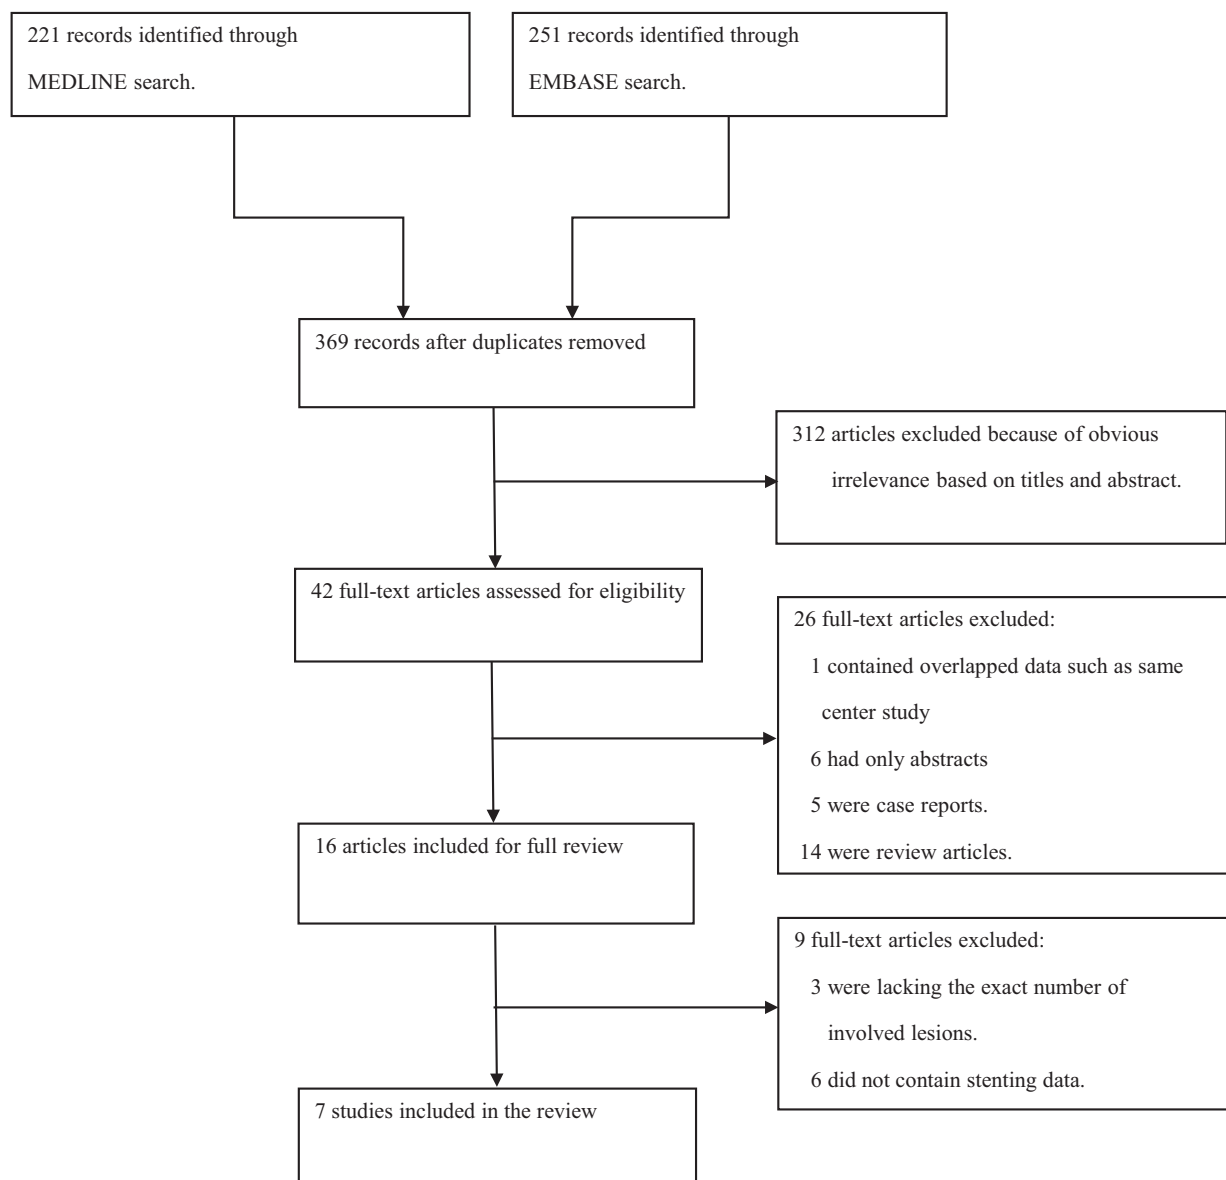 221 records identified through
MEDLINE search.
251 records identified through
EMBASE search.
369 records after duplicates removed
312 articles excluded because of obvious
irrelevance based on titles and abstract.
42 full-text articles assessed for eligibility
26 full-text articles excluded:
1 contained overlapped data such as same
center study
6 had only abstracts
5 were case reports.
14 were review articles.
16 articles included for full review
9 full-text articles excluded:
3 were lacking the exact number of
involved lesions.
6 did not contain stenting data.
7 studies included in the review